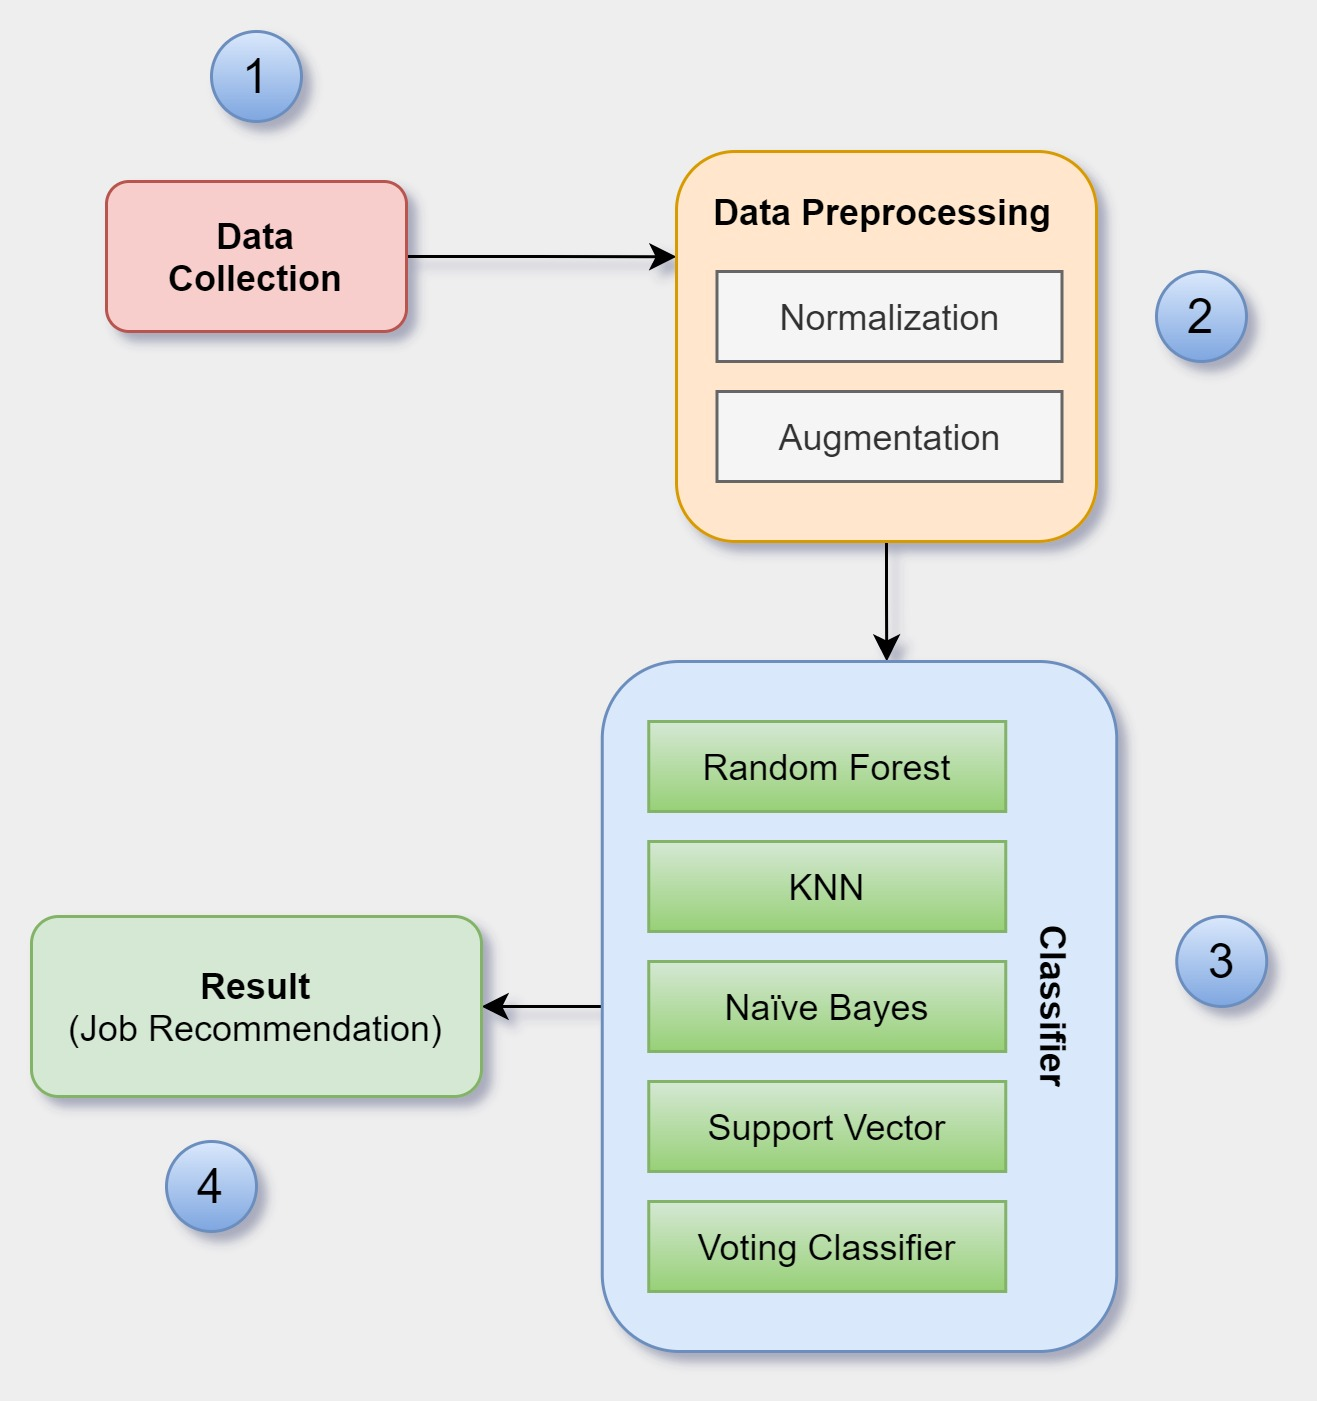 1
Data
Collection
Data Preprocessing
Normalization
Augmentation
2
Random Forest
KNN
Naïve Bayes
Support Vector
Voting Classifier
Classifier
3
Result
(Job Recommendation)
4